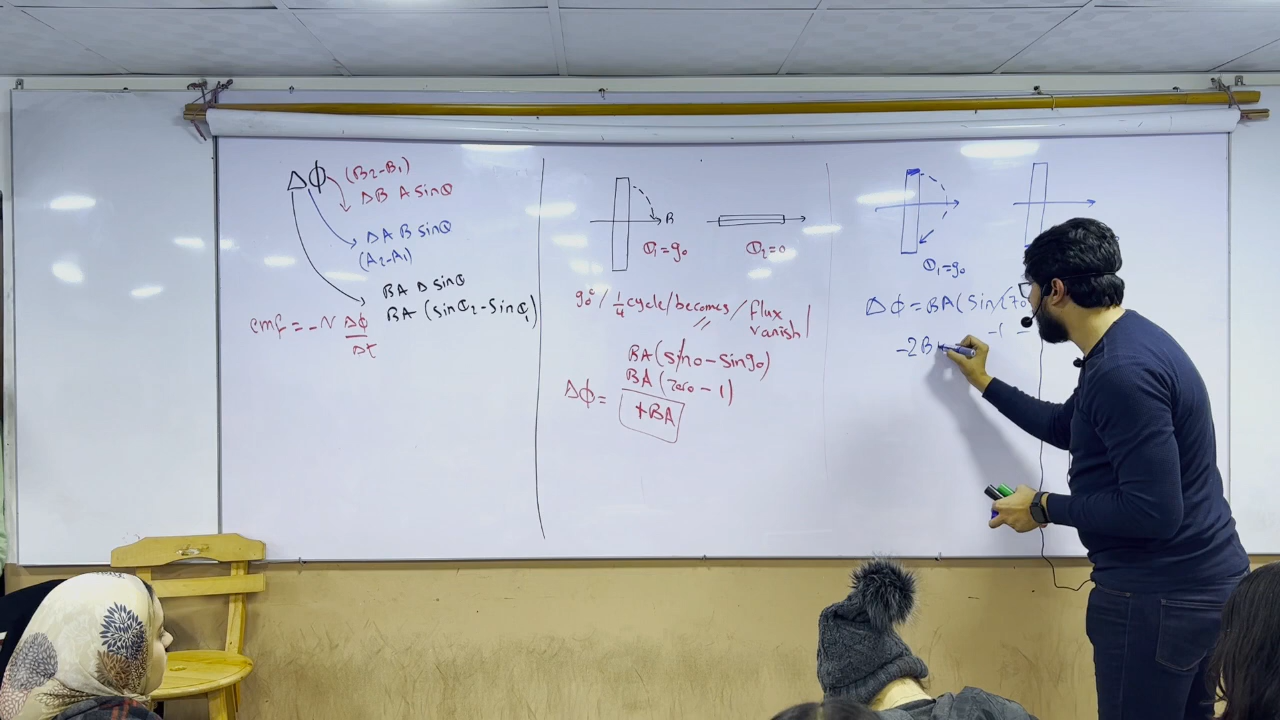 ΔΦ (B₂-B₁)
ΔB A sinθ
ΔA B sinθ
(A₂-A₁)
BA Δ sinθ
BA (sinθ₂ - sinθ₁)
emf = -N ΔΦ/Δt
B
θ₁ = 90
θ₂ = 0
90° / 1/4 cycle / becomes / flux
vanish /
BA (sin0 - sin90)
BA (zero - 1)
ΔΦ = +BA
θ₁ = 90
ΔΦ = BA (sin 270
-1 -
-2B